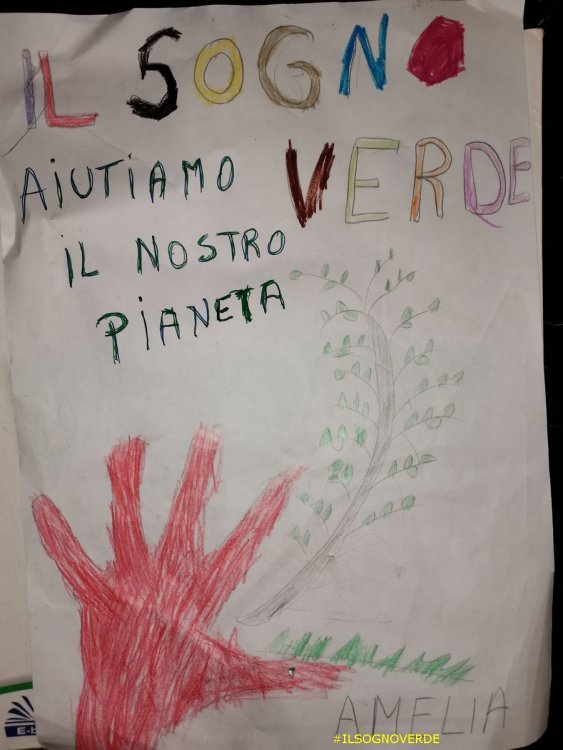 IL SOGNO
VERDE
AIUTIAMO
IL NOSTRO
PIANETA
AMELIA
#ILSOGNOVERDE